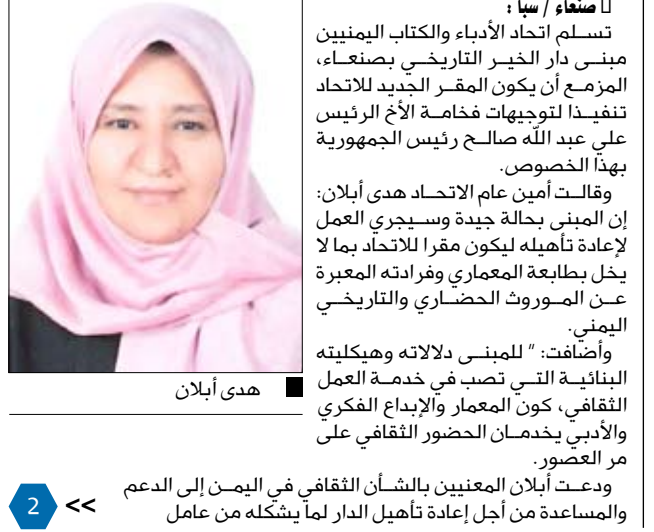 صنعاء / سبأ :
تسلم اتحاد الأدباء والكتاب اليمنيين
مبنى دار الخير التاريخي بصنعاء،
المزمع أن يكون المقر الجديد للاتحاد
تنفيذا لتوجيهات فخامة الأخ الرئيس
علي عبد الله صالح رئيس الجمهورية
بهذا الخصوص.
وقالت أمين عام الاتحاد هدى أبلان:
إن المبنى بحالة جيدة وسيجري العمل
لإعادة تأهيله ليكون مقرا للاتحاد بما لا
يخل بطابعة المعماري وفرادته المعبرة
عن الموروث الحضاري والتاريخي
اليمني.
وأضافت: " للمبنى دلالاته وهيكليته
البنائية التي تصب في خدمة العمل
الثقافي، كون المعمار والإبداع الفكري
والأدبي يخدمان الحضور الثقافي على
مر العصور.
ودعت أبلان المعنيين بالشأن الثقافي في اليمن إلى الدعم
والمساعدة من أجل إعادة تأهيل الدار لما يشكله من عامل
هدى أبلان
>> 2